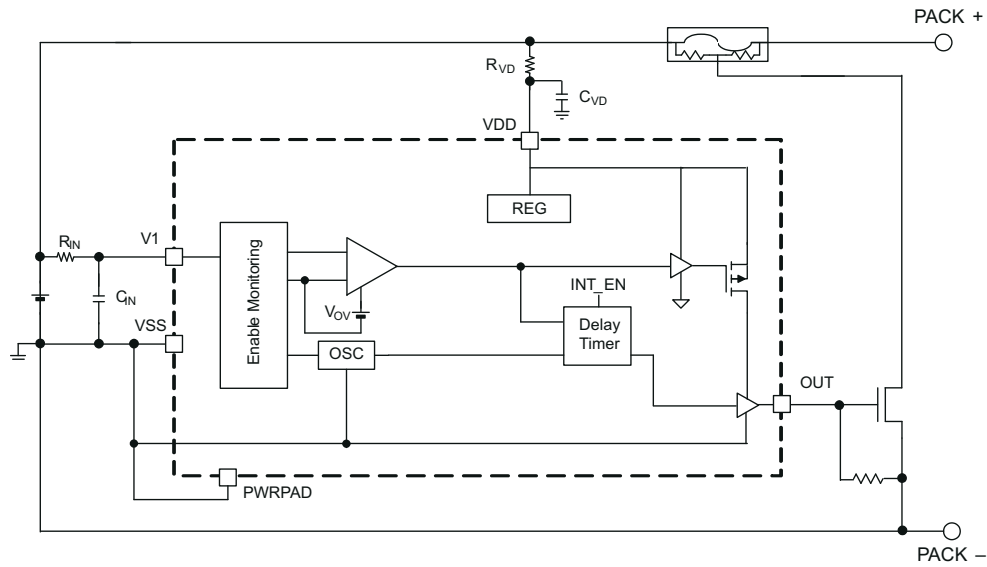 PACK +
RVD
CVD
VDD
REG
RIN
V1
CIN
VSS
Enable Monitoring
VOV
OSC
INT_EN
Delay
Timer
OUT
PWRPAD
PACK –